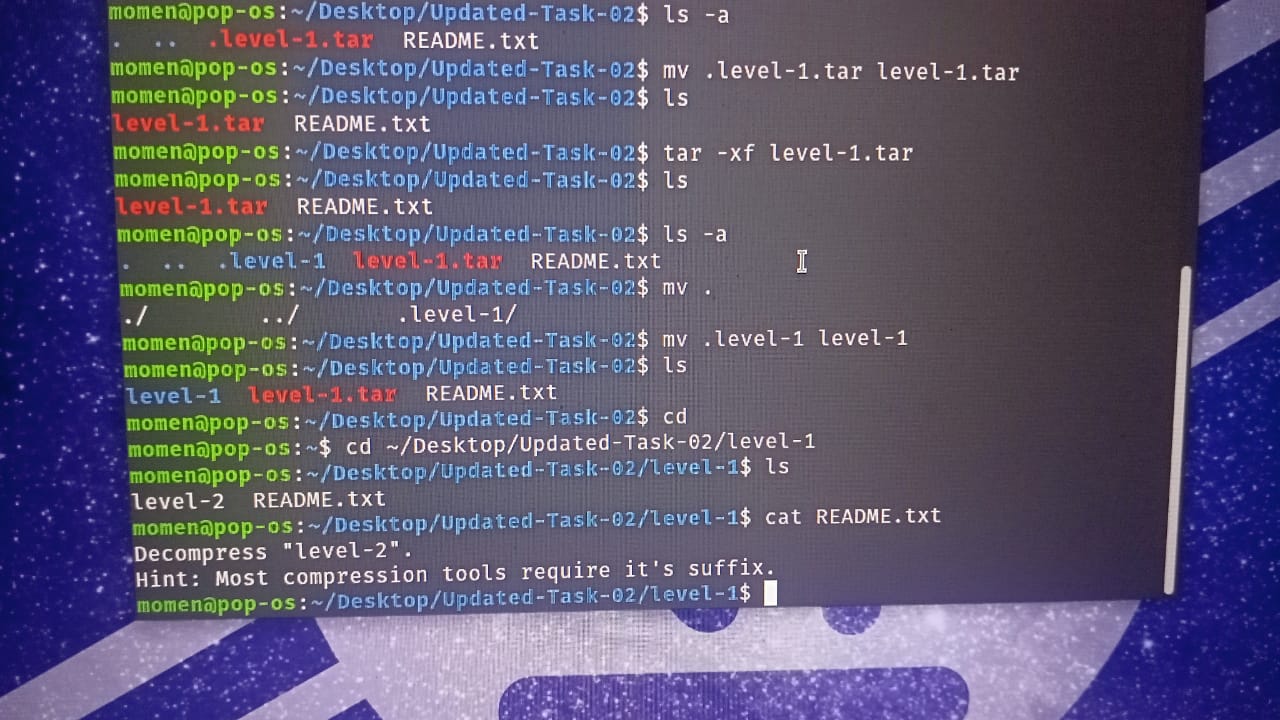 momen@pop-os:~/Desktop/Updated-Task-02$ ls -a
.  ..  .level-1.tar  README.txt
momen@pop-os:~/Desktop/Updated-Task-02$ mv .level-1.tar level-1.tar
momen@pop-os:~/Desktop/Updated-Task-02$ ls
level-1.tar  README.txt
momen@pop-os:~/Desktop/Updated-Task-02$ tar -xf level-1.tar
momen@pop-os:~/Desktop/Updated-Task-02$ ls
level-1.tar  README.txt
momen@pop-os:~/Desktop/Updated-Task-02$ ls -a
.  ..  .level-1  level-1.tar  README.txt
momen@pop-os:~/Desktop/Updated-Task-02$ mv .
./        ../       .level-1/
momen@pop-os:~/Desktop/Updated-Task-02$ mv .level-1 level-1
momen@pop-os:~/Desktop/Updated-Task-02$ ls
level-1  level-1.tar  README.txt
momen@pop-os:~/Desktop/Updated-Task-02$ cd
momen@pop-os:~$ cd ~/Desktop/Updated-Task-02/level-1
momen@pop-os:~/Desktop/Updated-Task-02/level-1$ ls
level-2  README.txt
momen@pop-os:~/Desktop/Updated-Task-02/level-1$ cat README.txt
Decompress "level-2".
Hint: Most compression tools require it's suffix.
momen@pop-os:~/Desktop/Updated-Task-02/level-1$